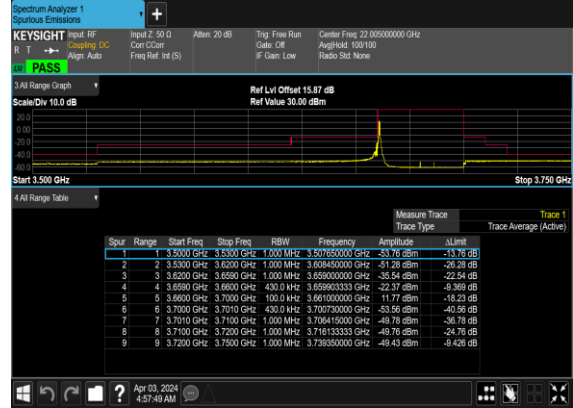 Spectrum Analyzer 1
Spurious Emissions
KEYSIGHT Input: RF Input Z: 50 Ω Atten: 20 dB Trig: Free Run Center Freq: 22.005000000 GHz
R T Coupling: DC Corr CCorr Gate: Off Avg|Hold: 100/100
Align: Auto Freq Ref: Int (S) IF Gain: Low Radio Std: None
PASS
3 All Range Graph
Ref Lvl Offset 15.87 dB
Scale/Div 10.0 dB Ref Value 30.00 dBm
20.0
0.00
-20.0
-40.0
-60.0
Start 3.500 GHz Stop 3.750 GHz
4 All Range Table
Measure Trace Trace 1
Trace Type Trace Average (Active)
Spur Range Start Freq Stop Freq RBW Frequency Amplitude ΔLimit
1 1 3.5000 GHz 3.5300 GHz 1.000 MHz 3.507650000 GHz -53.76 dBm -13.76 dB
2 2 3.5300 GHz 3.6200 GHz 1.000 MHz 3.608450000 GHz -51.28 dBm -26.28 dB
3 3 3.6200 GHz 3.6590 GHz 1.000 MHz 3.659000000 GHz -35.54 dBm -22.54 dB
4 4 3.6590 GHz 3.6600 GHz 430.0 kHz 3.659903333 GHz -22.37 dBm -9.369 dB
5 5 3.6600 GHz 3.7000 GHz 100.0 kHz 3.661000000 GHz 11.77 dBm -18.23 dB
6 6 3.7000 GHz 3.7010 GHz 430.0 kHz 3.700730000 GHz -53.56 dBm -40.56 dB
7 7 3.7010 GHz 3.7100 GHz 1.000 MHz 3.706415000 GHz -49.78 dBm -36.78 dB
8 8 3.7100 GHz 3.7200 GHz 1.000 MHz 3.716133333 GHz -49.76 dBm -24.76 dB
9 9 3.7200 GHz 3.7500 GHz 1.000 MHz 3.739350000 GHz -49.43 dBm -9.426 dB
? Apr 03, 2024
4:57:49 AM